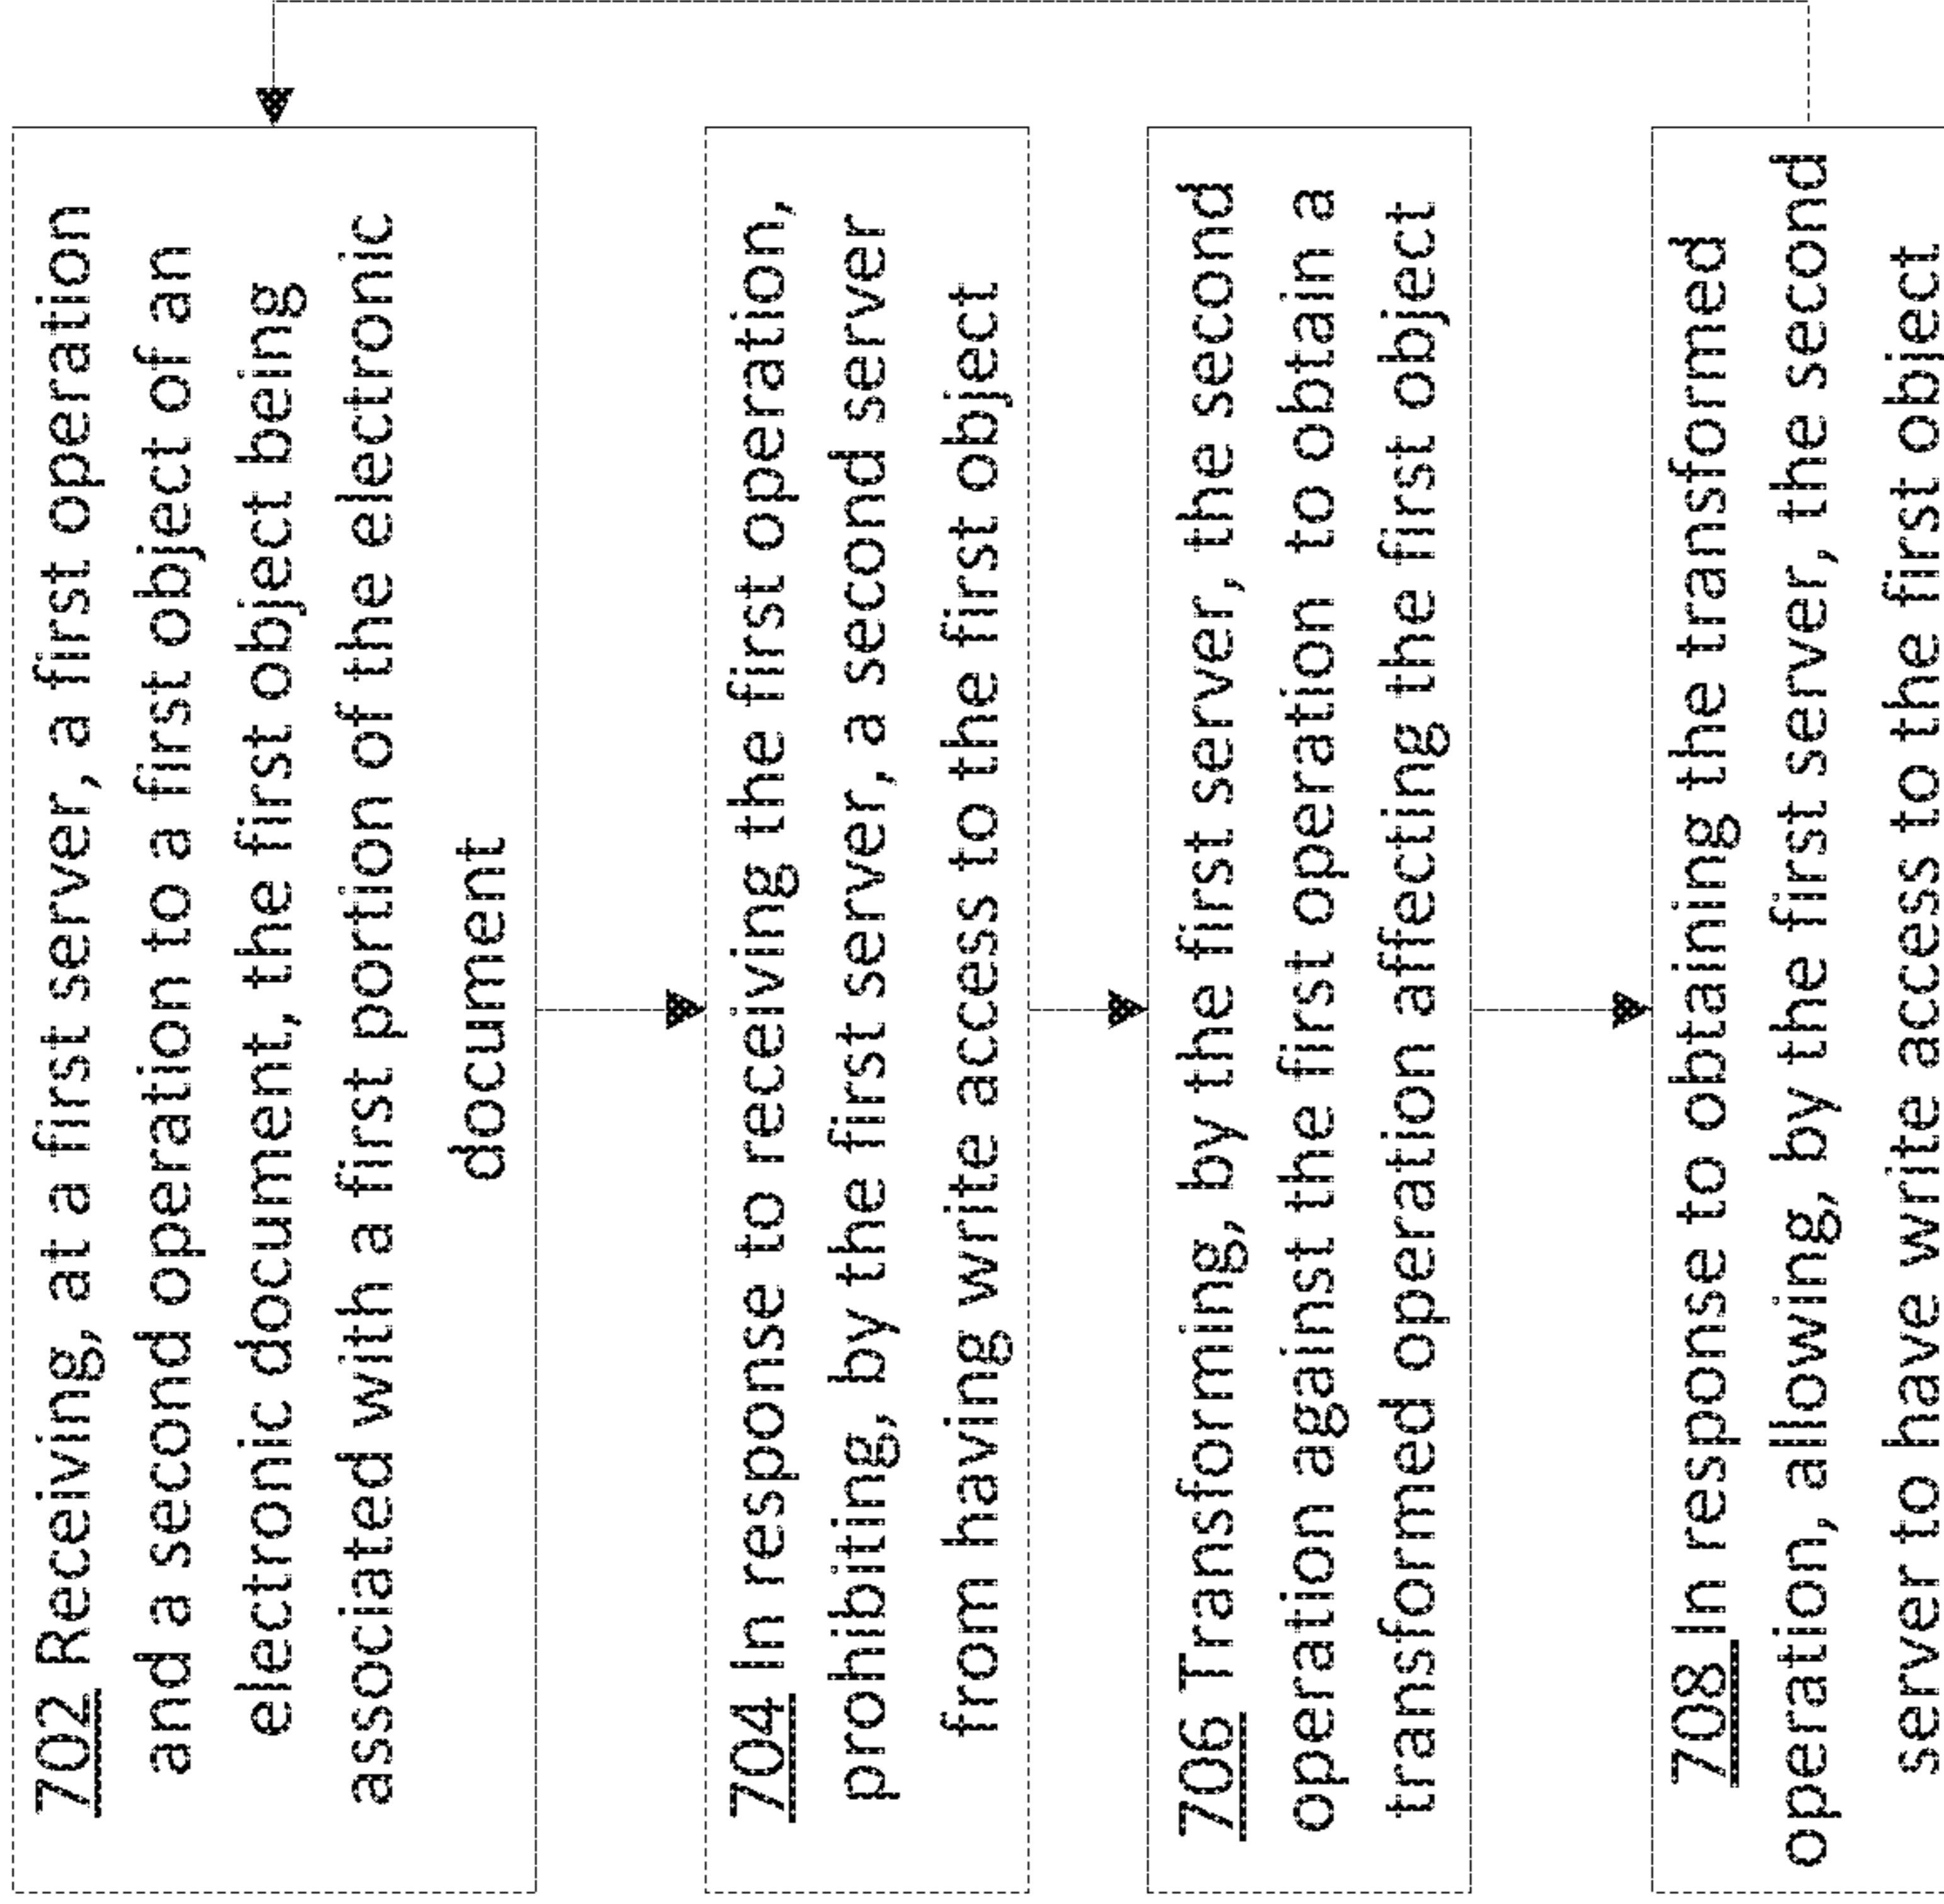 702 Receiving, at a first server, a first operation
and a second operation to a first object of an
electronic document, the first object being
associated with a first portion of the electronic
document
704 In response to receiving the first operation,
prohibiting, by the first server, a second server
from having write access to the first object
706 Transforming, by the first server, the second
operation against the first operation to obtain a
transformed operation affecting the first object
708 In response to obtaining the transformed
operation, allowing, by the first server, the second
server to have write access to the first object